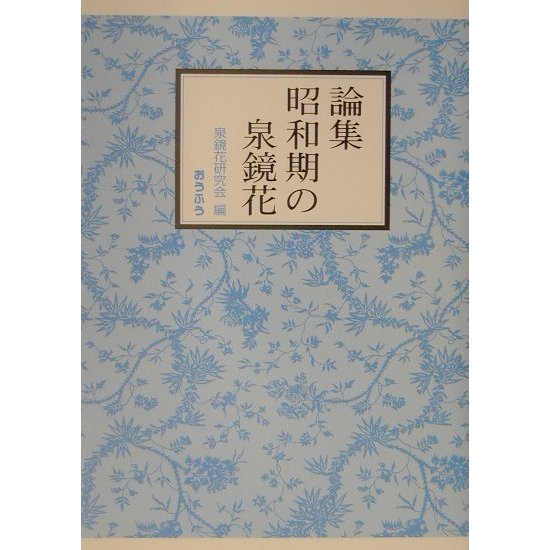 論集
昭和期の
泉鏡花
泉鏡花研究会 編
おうふう